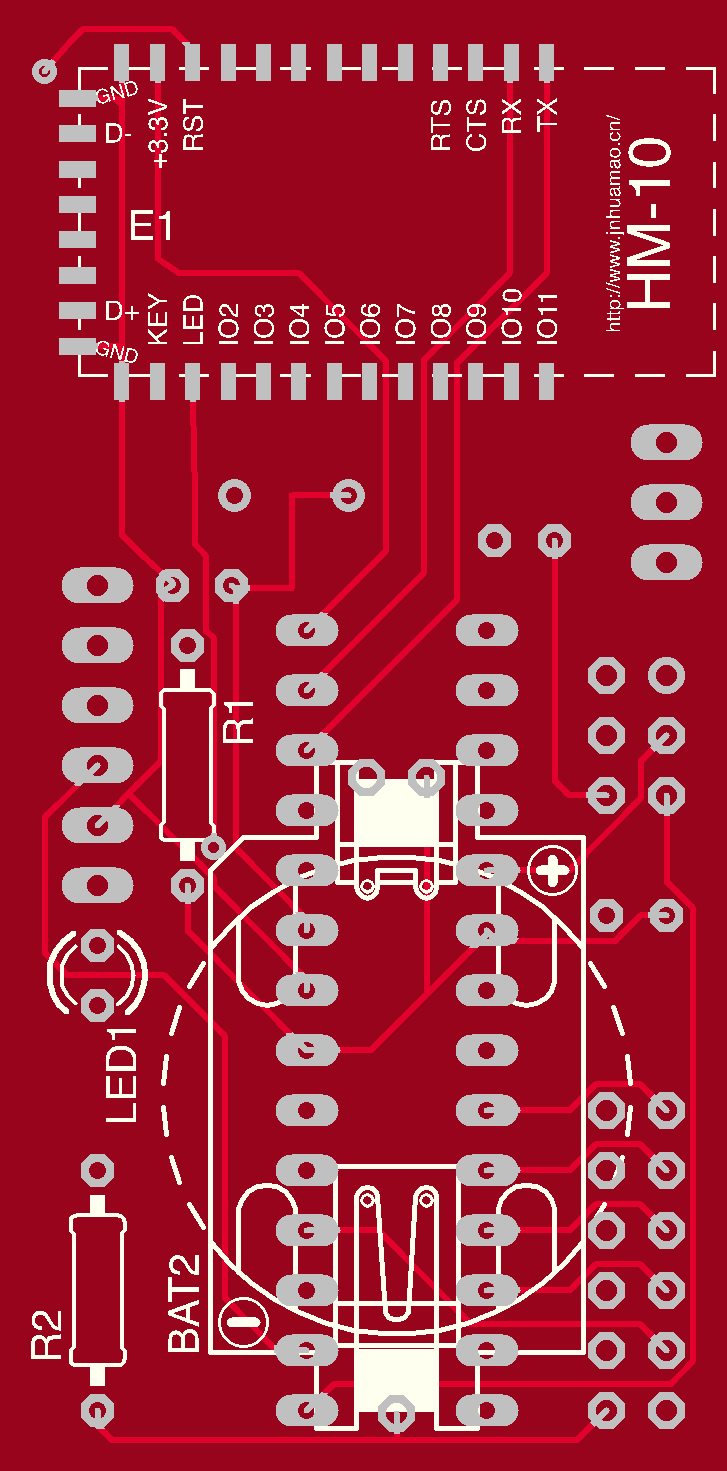 GND
D-
+3.3V
RST
RTS
CTS
RX
TX
http://www.jnhuamao.cn/
HM-10
E1
D+
GND
KEY
LED
IO2
IO3
IO4
IO5
IO6
IO7
IO8
IO9
IO10
IO11
R1
+
LED1
R2
BAT2
-